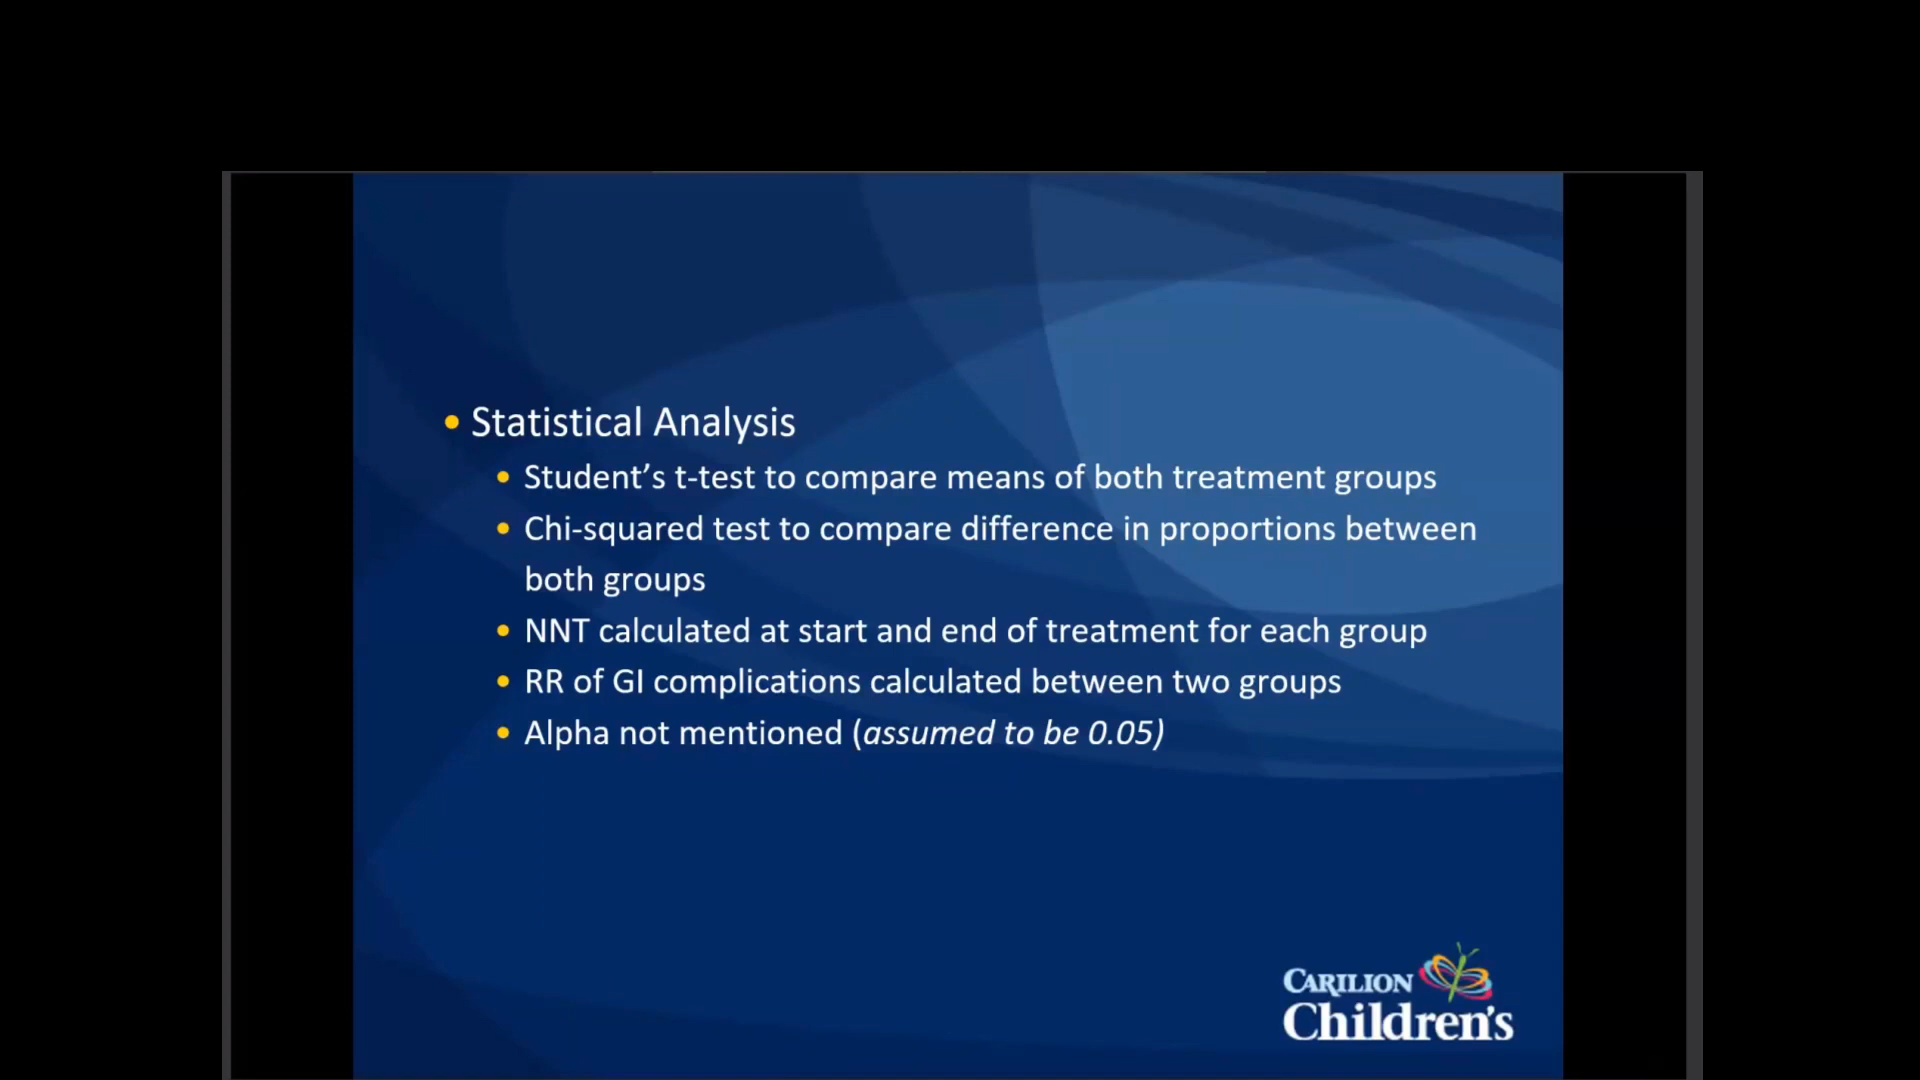 • Statistical Analysis
• Student’s t-test to compare means of both treatment groups
• Chi-squared test to compare difference in proportions between
both groups
• NNT calculated at start and end of treatment for each group
• RR of GI complications calculated between two groups
• Alpha not mentioned (assumed to be 0.05)
CARILION
Children's